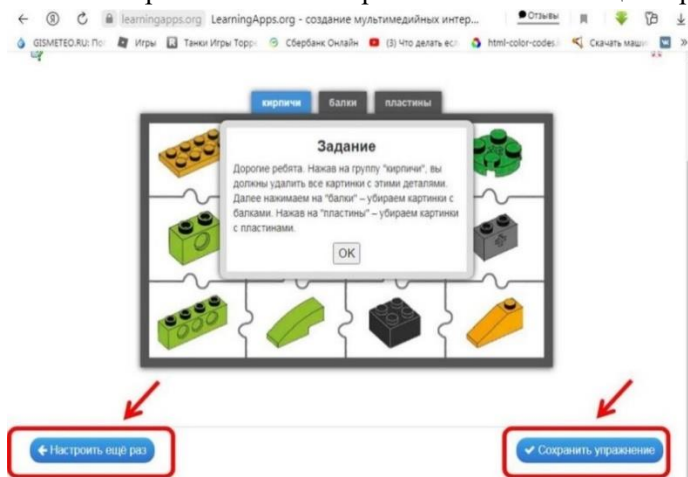 learningapps.org LearningApps.org - создание мультимедийных интер... Отзывы
GISMETEO.RU: По Игры Танки Игры Торр Сбербанк Онлайн (3) Что делать есл html-color-codes.i Скачать маши »
кирпичи балки пластины
Задание
Дорогие ребята. Нажав на группу "кирпичи", вы
должны удалить все картинки с этими деталями.
Далее нажимаем на "балки" – убираем картинки с
балками. Нажав на "пластины" – убираем картинки
с пластинами.
OK
Настроить ещё раз
Сохранить упражнение